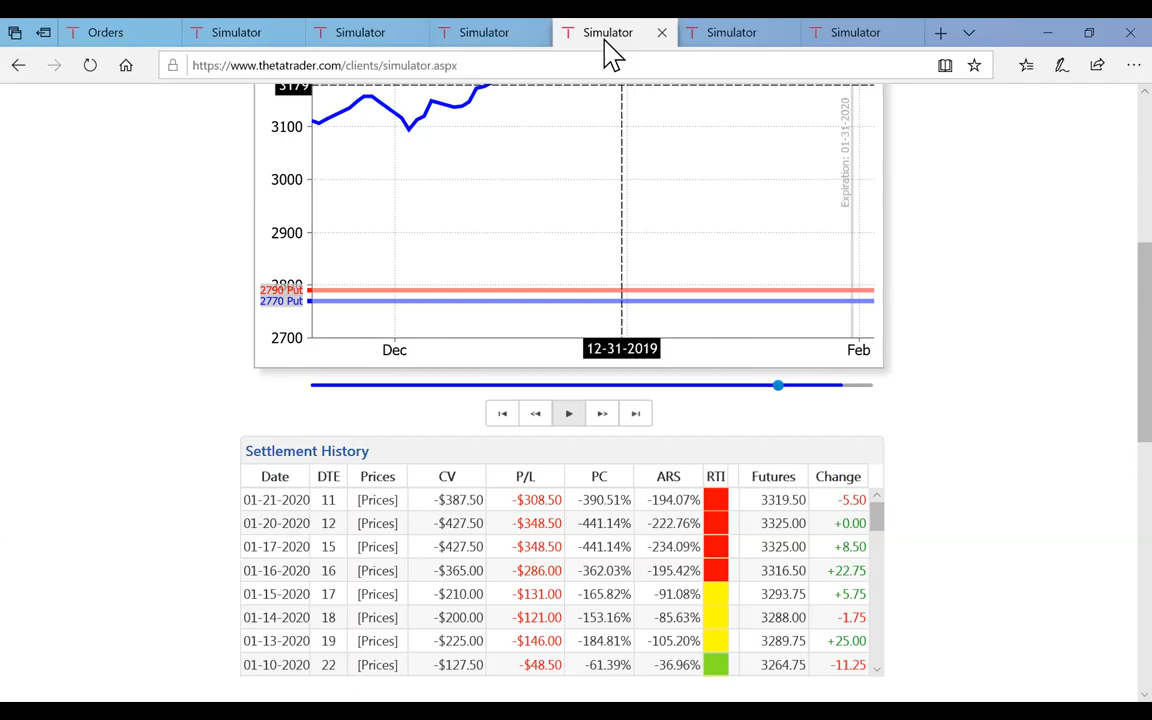 Orders Simulator Simulator Simulator Simulator Simulator Simulator
https://www.thetatrader.com/clients/simulator.aspx
3179
3100
3000
2900
2800
2790 Put
2770 Put
2700
Expiration: 01-31-2020
Dec 12-31-2019 Feb
Settlement History
Date DTE Prices CV P/L PC ARS RTI Futures Change
01-21-2020 11 [Prices] -$387.50 -$308.50 -390.51% -194.07% 3319.50 -5.50
01-20-2020 12 [Prices] -$427.50 -$348.50 -441.14% -222.76% 3325.00 +0.00
01-17-2020 15 [Prices] -$427.50 -$348.50 -441.14% -234.09% 3325.00 +8.50
01-16-2020 16 [Prices] -$365.00 -$286.00 -362.03% -195.42% 3316.50 +22.75
01-15-2020 17 [Prices] -$210.00 -$131.00 -165.82% -91.08% 3293.75 +5.75
01-14-2020 18 [Prices] -$200.00 -$121.00 -153.16% -85.63% 3288.00 -1.75
01-13-2020 19 [Prices] -$225.00 -$146.00 -184.81% -105.20% 3289.75 +25.00
01-10-2020 22 [Prices] -$127.50 -$48.50 -61.39% -36.96% 3264.75 -11.25